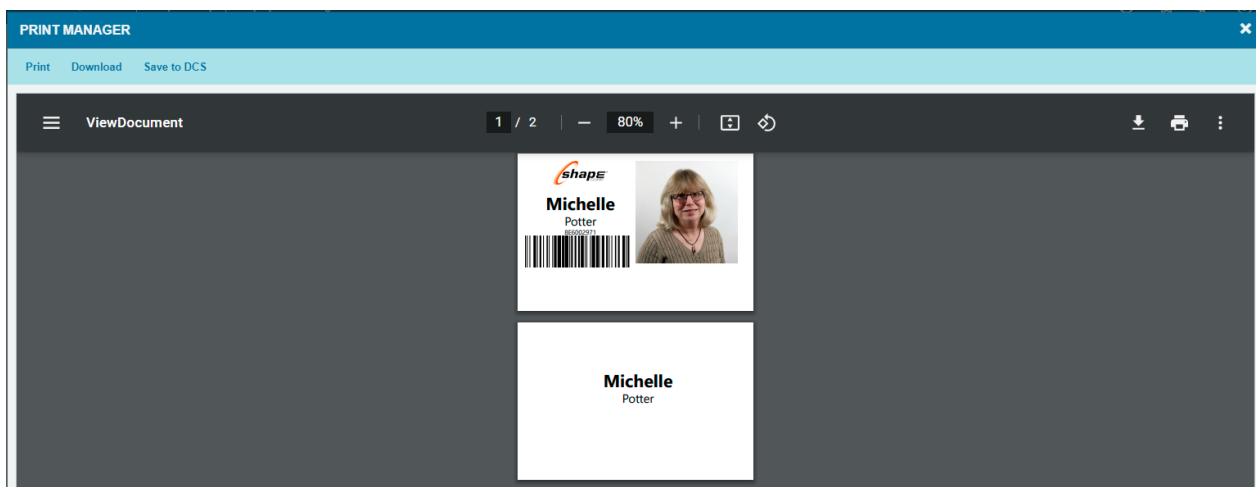 PRINT MANAGER
Print Download Save to DCS
ViewDocument 1 / 2 80%
shape
Michelle
Potter
BE6002971
Michelle
Potter